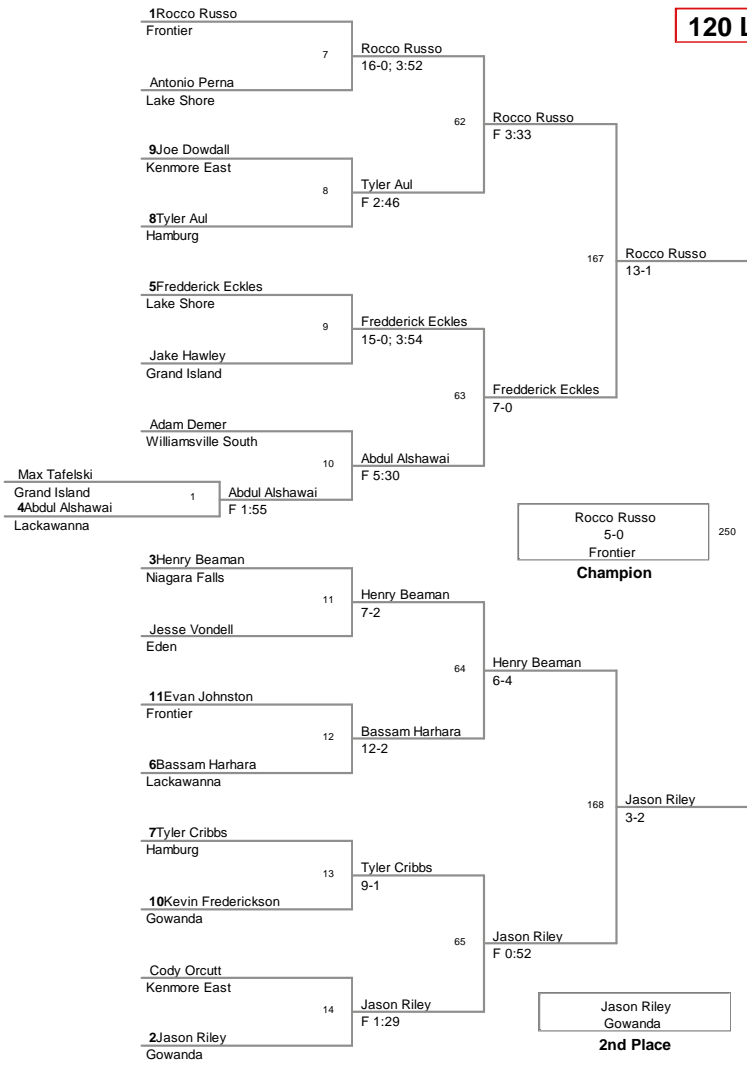 1Rocco Russo
Frontier
120 L
7
Rocco Russo
16-0; 3:52
Antonio Perna
Lake Shore
62
Rocco Russo
F 3:33
9Joe Dowdall
Kenmore East
8
Tyler Aul
F 2:46
8Tyler Aul
Hamburg
167
Rocco Russo
13-1
5Fredderick Eckles
Lake Shore
9
Fredderick Eckles
15-0; 3:54
Jake Hawley
Grand Island
63
Fredderick Eckles
7-0
Adam Demer
Williamsville South
10
Abdul Alshawai
F 5:30
Max Tafelski
Grand Island
1
Abdul Alshawai
F 1:55
4Abdul Alshawai
Lackawanna
Rocco Russo
5-0
Frontier
250
Champion
3Henry Beaman
Niagara Falls
11
Henry Beaman
7-2
Jesse Vondell
Eden
64
Henry Beaman
6-4
11Evan Johnston
Frontier
12
Bassam Harhara
12-2
6Bassam Harhara
Lackawanna
168
Jason Riley
3-2
7Tyler Cribbs
Hamburg
13
Tyler Cribbs
9-1
10Kevin Frederickson
Gowanda
65
Jason Riley
F 0:52
Cody Orcutt
Kenmore East
14
Jason Riley
F 1:29
2Jason Riley
Gowanda
Jason Riley
Gowanda
2nd Place